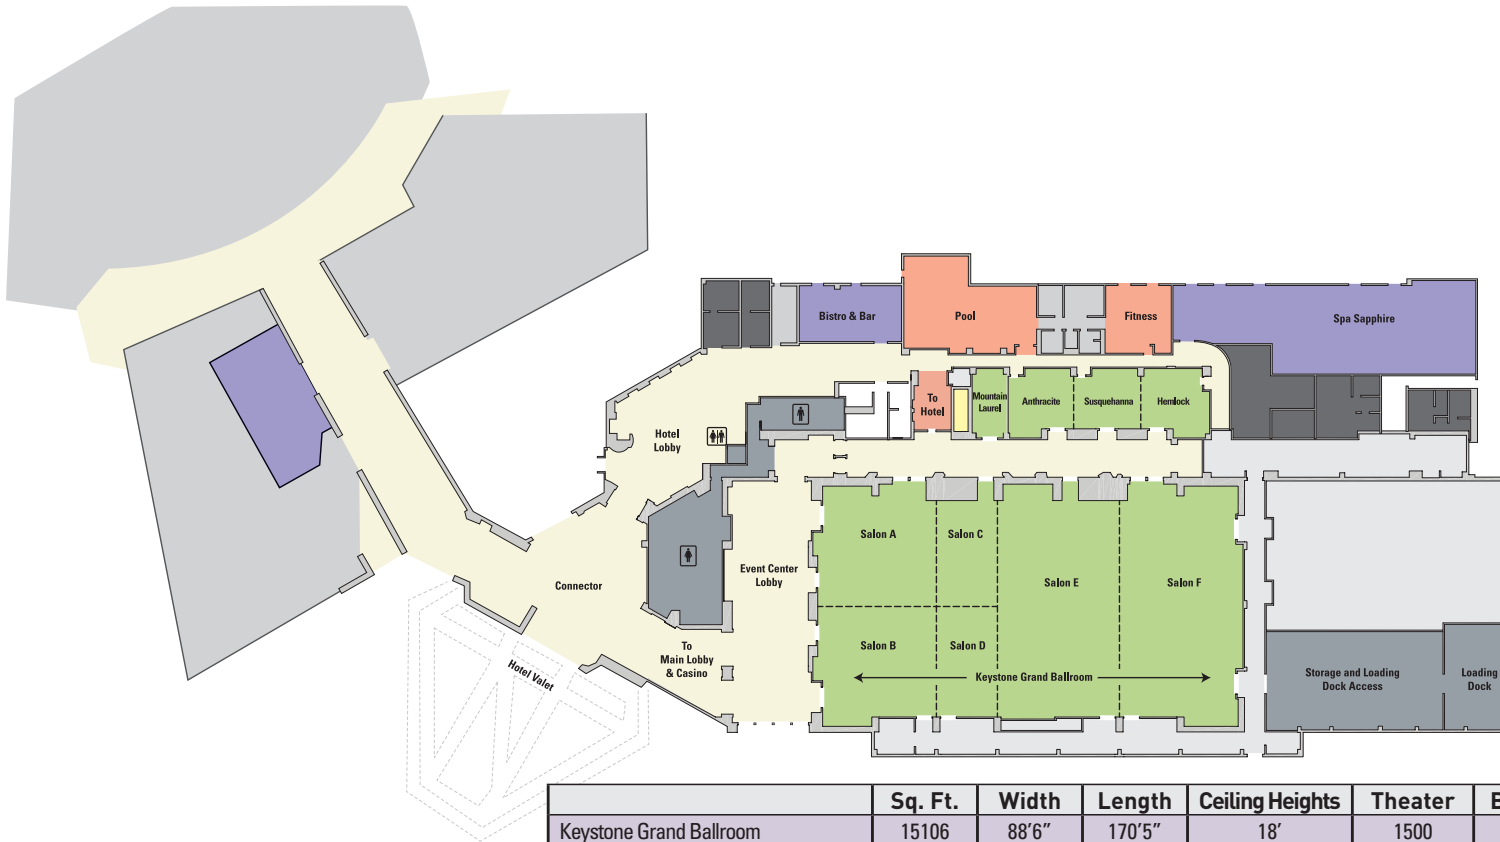 Bistro & Bar
Pool
Fitness
Spa Sapphire
To
Hotel
Mountain
Laurel
Anthracite
Susquehanna
Hemlock
Hotel
Lobby
Salon A
Salon C
Event Center
Lobby
Connector
Salon E
Salon F
To
Main Lobby
& Casino
Salon B
Salon D
Hotel Valet
Keystone Grand Ballroom
Storage and Loading
Dock Access
Loading
Dock
Sq. Ft. Width Length Ceiling Heights Theater
Keystone Grand Ballroom 15106 88'6” 170'5” 18' 1500